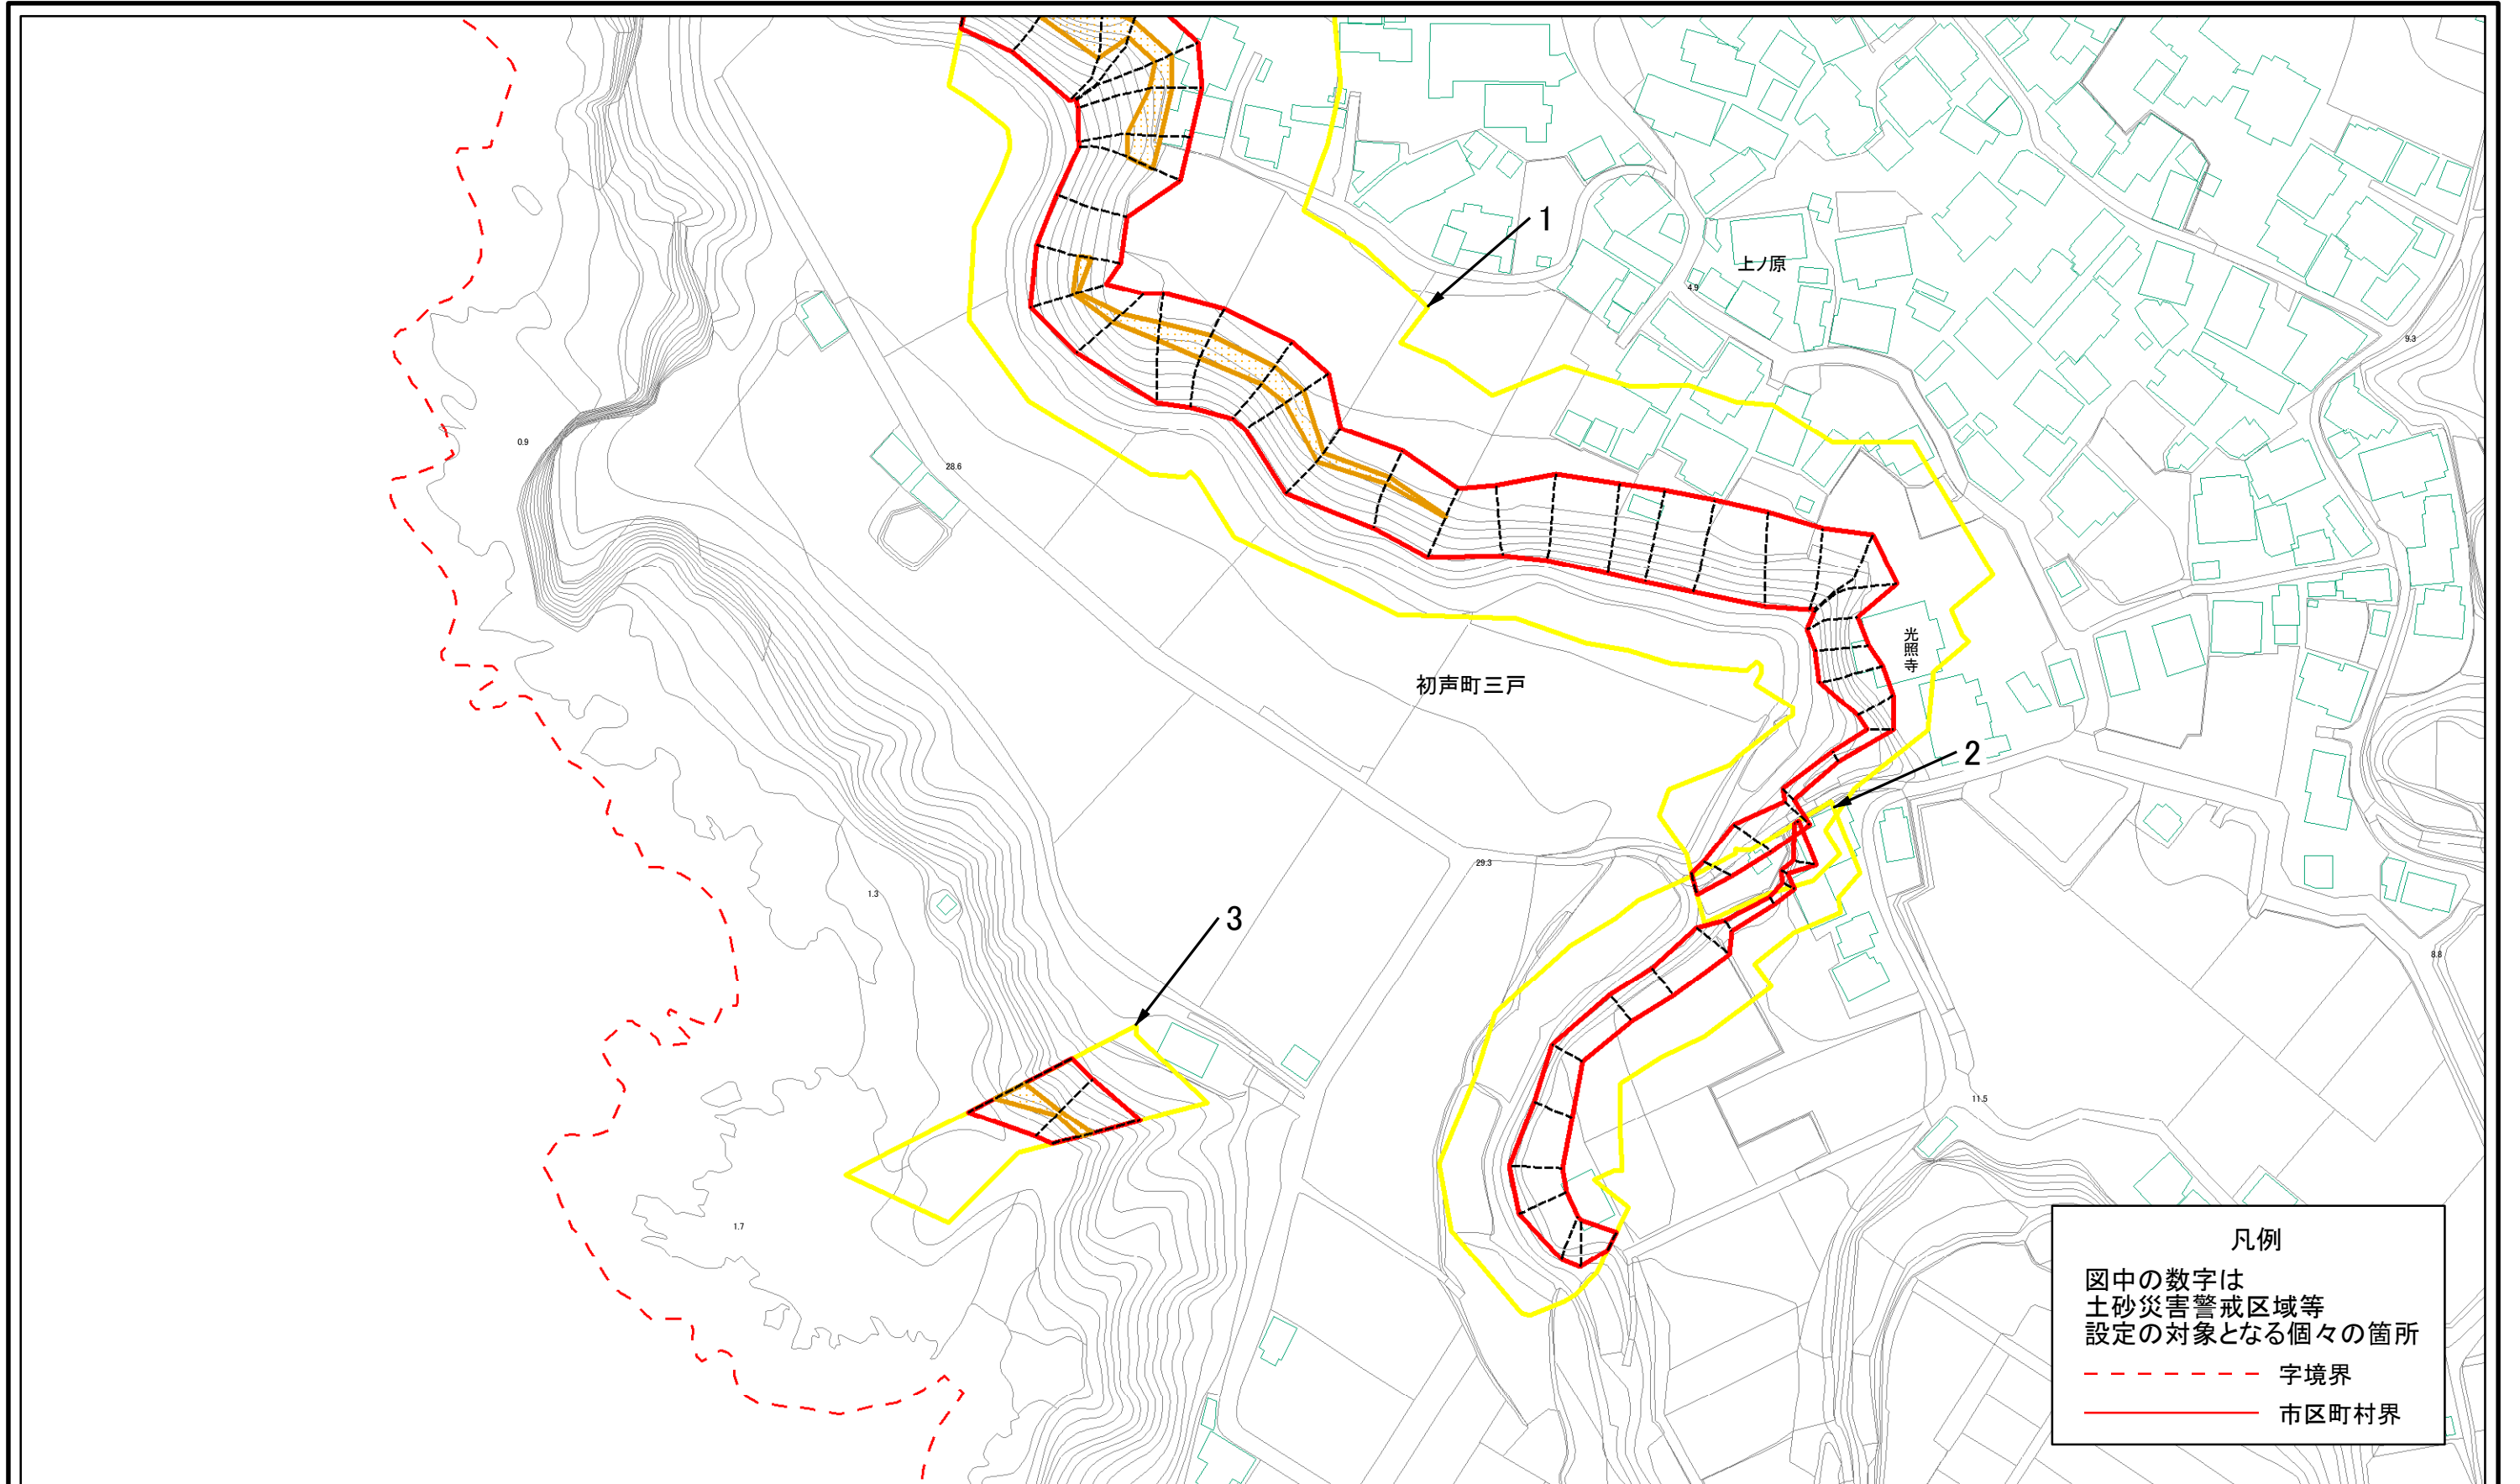 1
上ノ原
4.9
9.3
0.9
28.6
光照寺
初声町三戸
2
29.3
1.3
3
8.8
11.5
1.7
凡例
図中の数字は
土砂災害警戒区域等
設定の対象となる個々の箇所
字境界
市区町村界